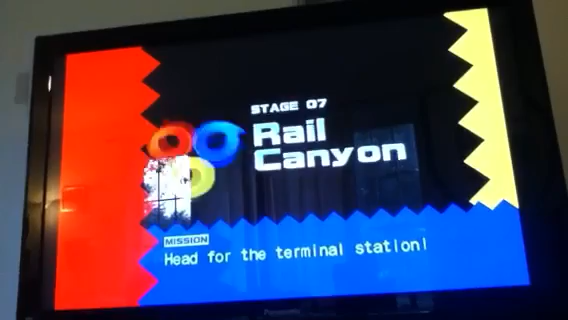 STAGE 07
Rail
Canyon
MISSION
Head for the terminal station!